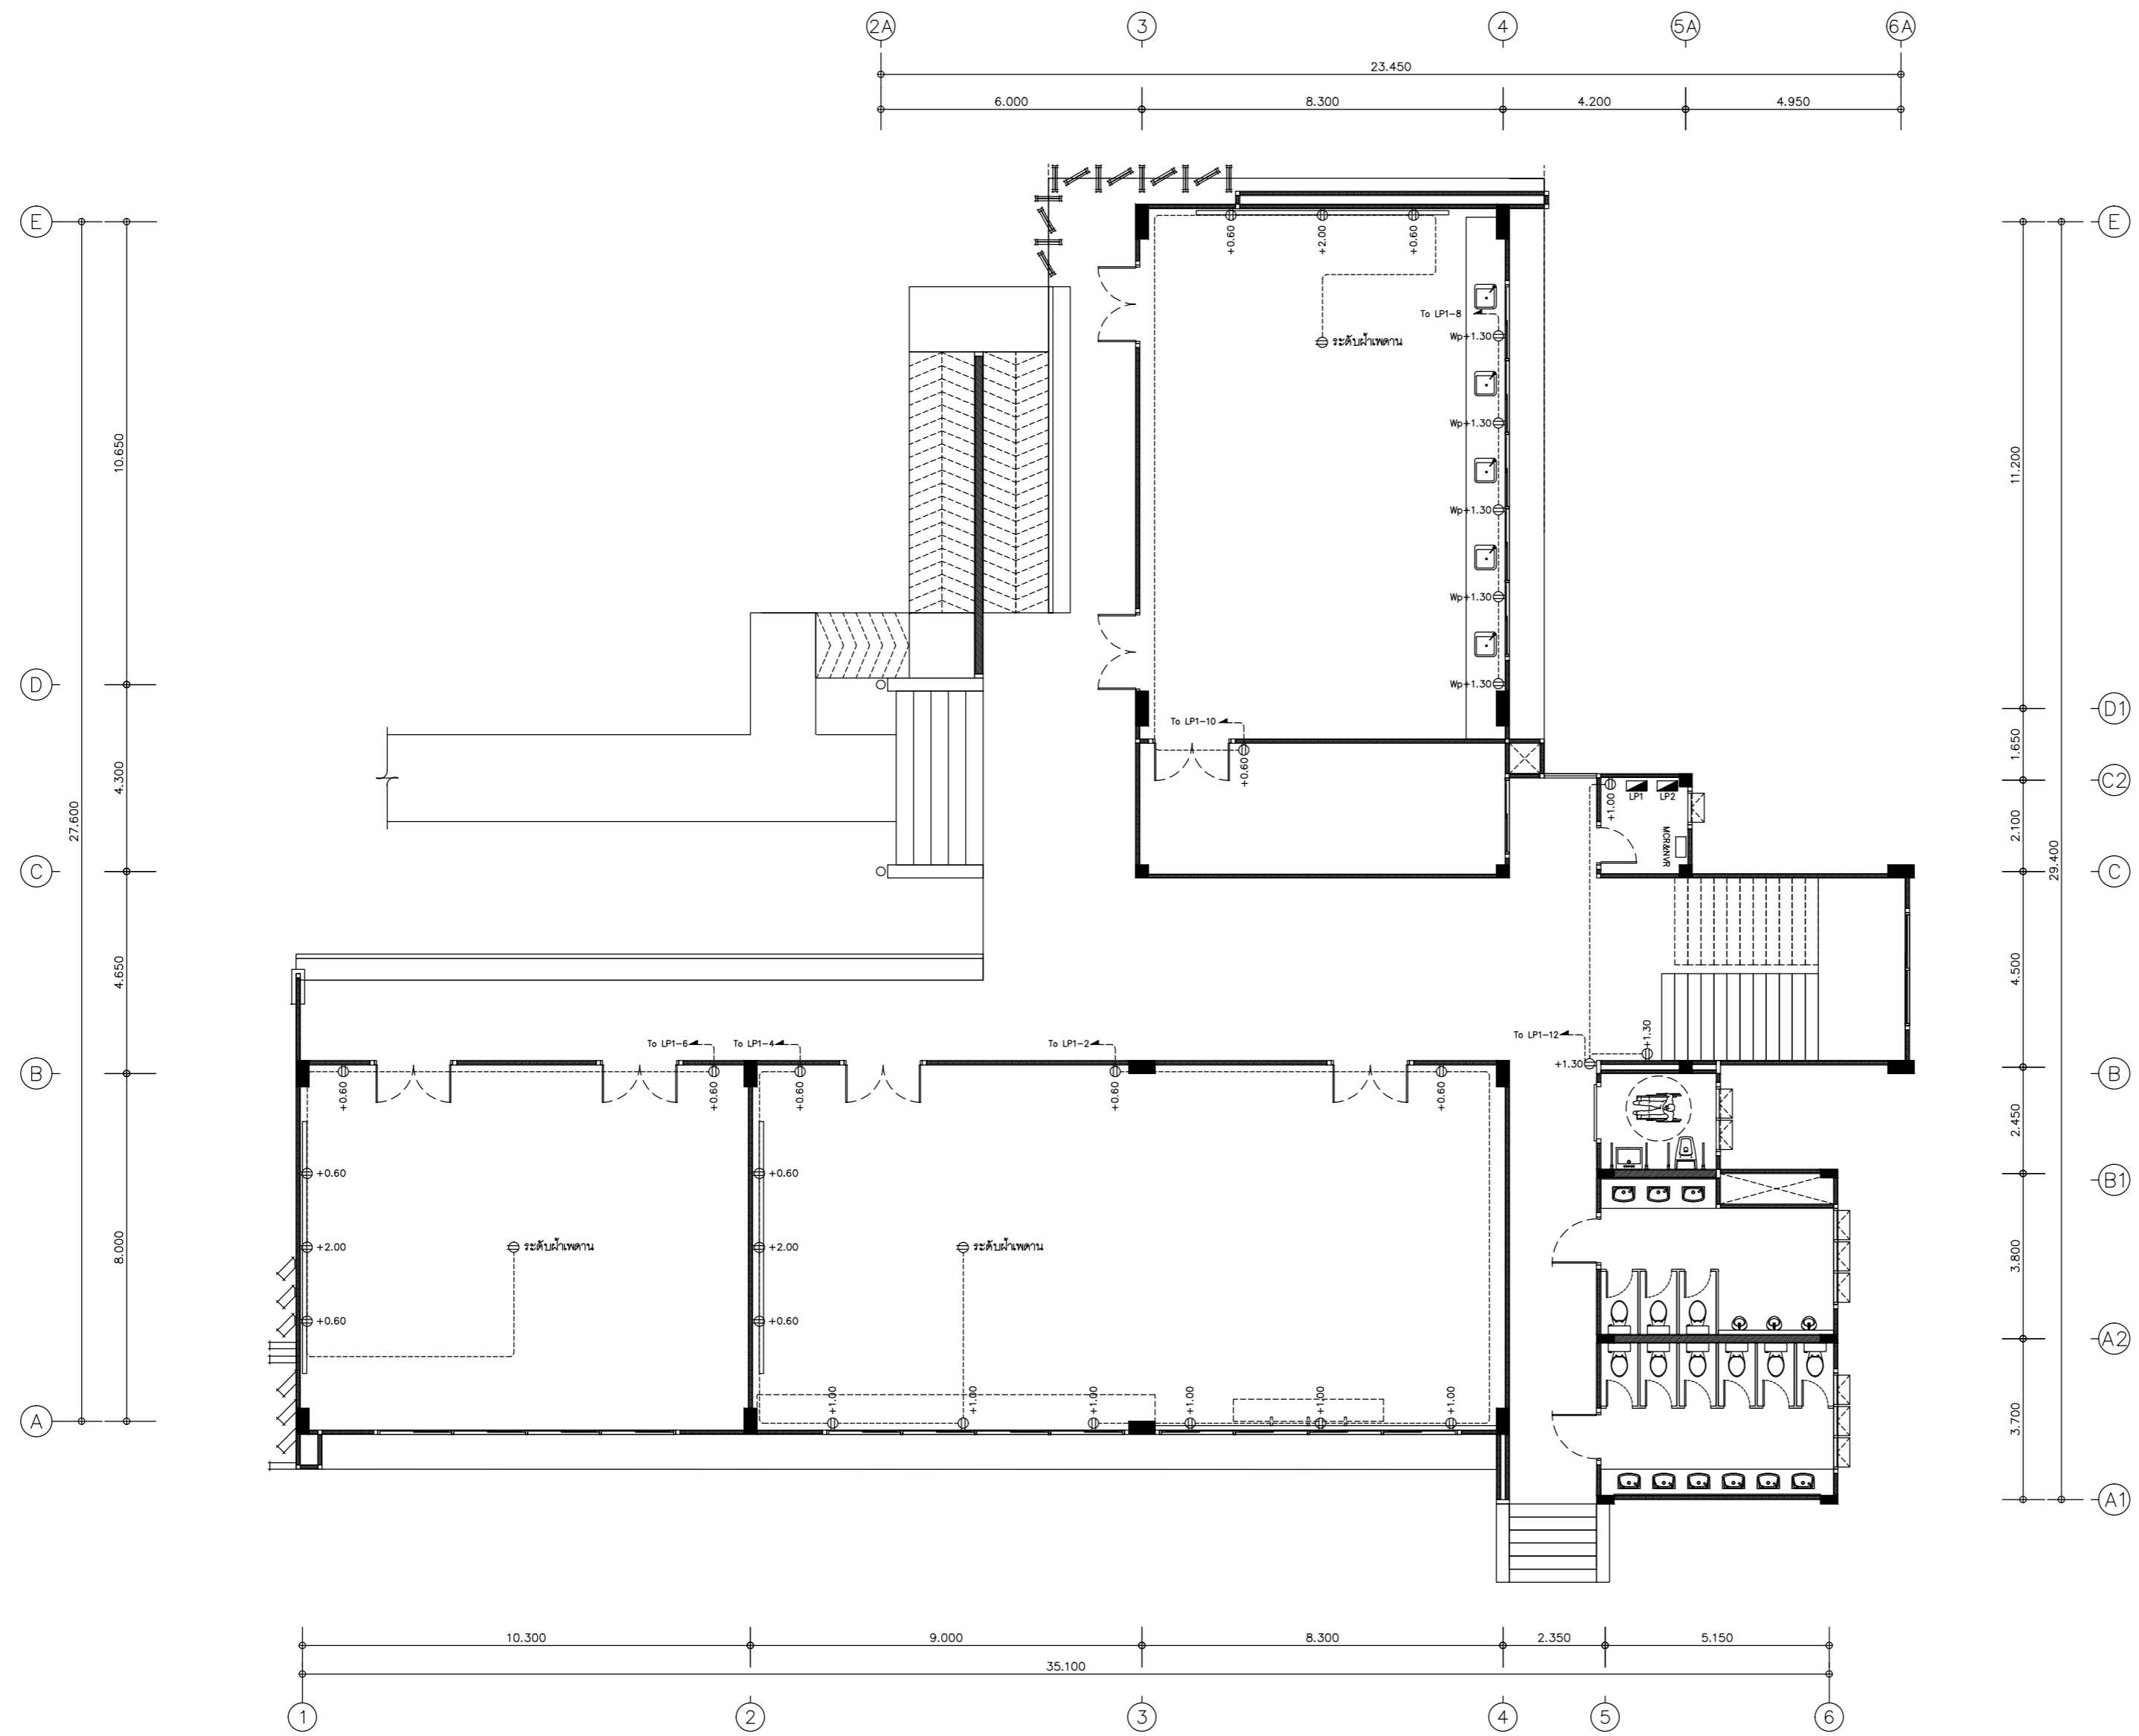 2A 3 4 5A 6A
23.450
6.000 8.300 4.200 4.950
E E
+0.60 +2.00 +0.60
To LP1-8
Wp+1.30
ระดับฝ้าเพดาน
Wp+1.30
10.650
11.200
Wp+1.30
Wp+1.30
D
Wp+1.30
D1
To LP1-10
1.650
+0.60
4.300
C2
LP1 LP2
+1.00
27.600
2.100
MCR&NVR
29.400
C C
4.650
4.500
To LP1-6 To LP1-4 To LP1-2 To LP1-12
+1.30
+1.30
B B
+0.60 +0.60 +0.60 +0.60 +0.60
2.450
+0.60 +0.60
B1
+2.00 ระดับฝ้าเพดาน +2.00 ระดับฝ้าเพดาน
8.000
3.800
+0.60 +0.60
A2
+1.00 +1.00 +1.00 +1.00 +1.00 +1.00
A
3.700
A1
10.300 9.000 8.300 2.350 5.150
35.100
1 2 3 4 5 6